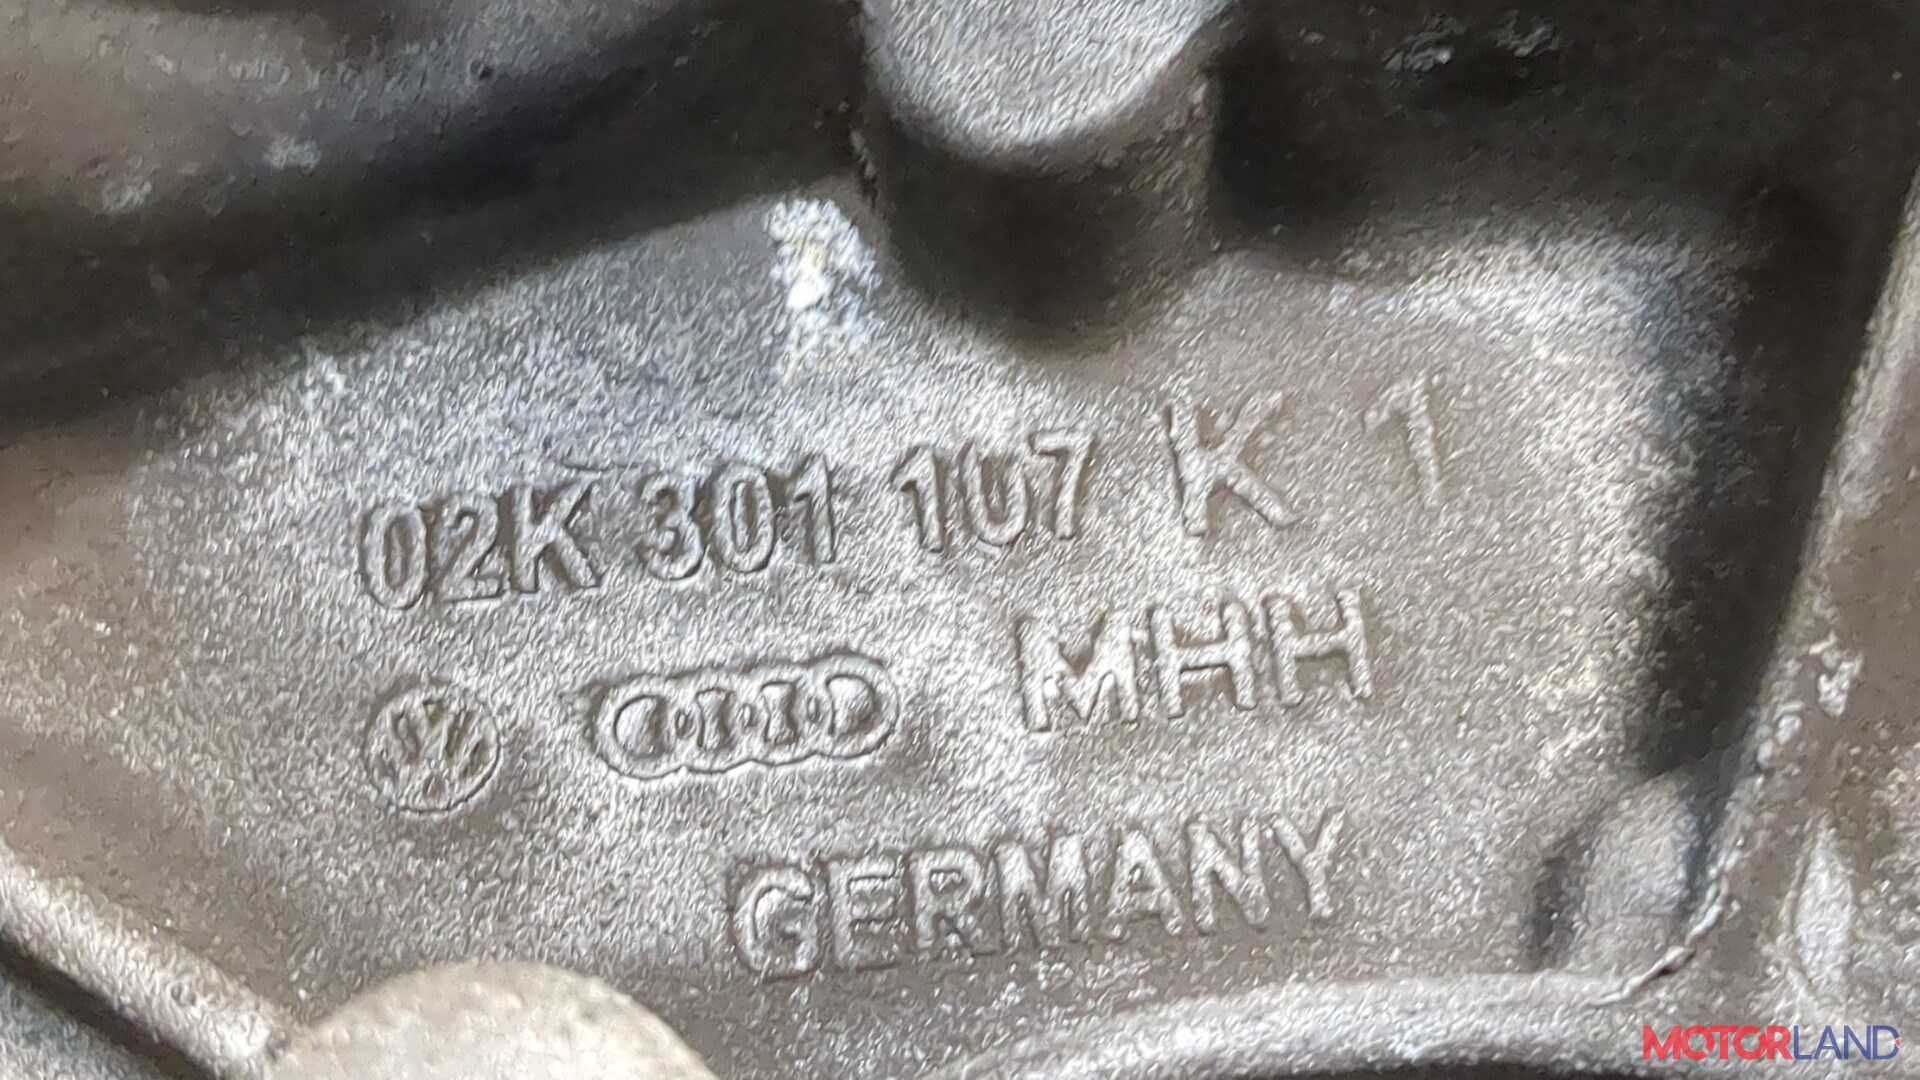 02K 301 107 K 1
MHH
GERMANY
MOTORLAND